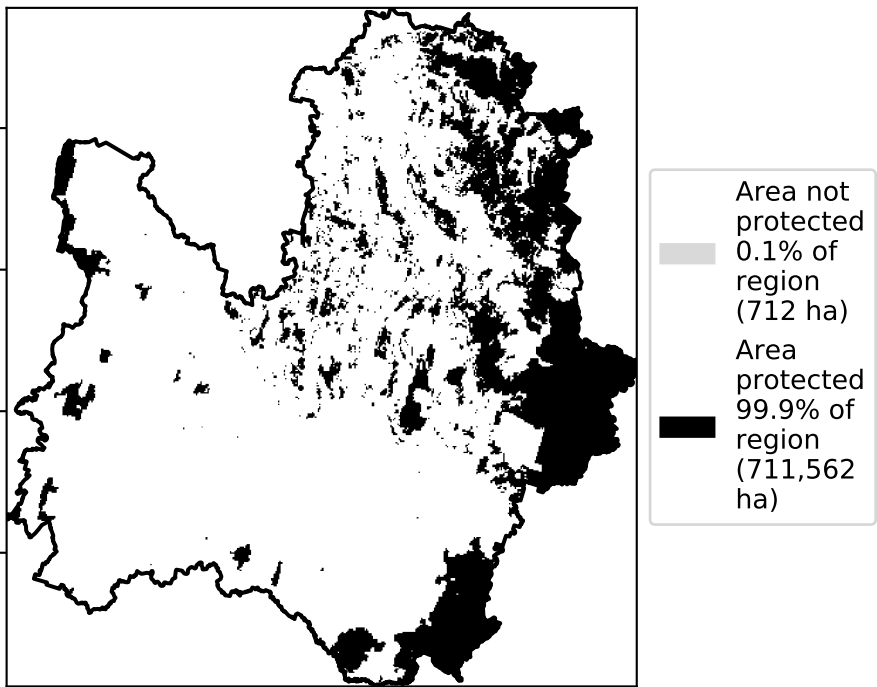 Area not
protected
0.1% of
region
(712 ha)
Area
protected
99.9% of
region
(711,562
ha)